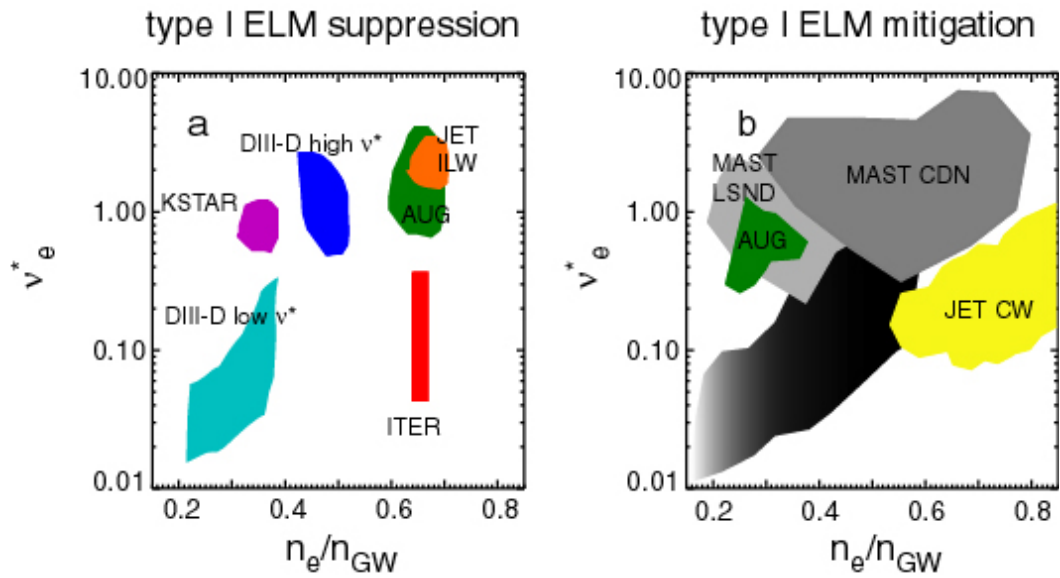 type I ELM suppression
type I ELM mitigation
10.00
1.00
0.10
0.01
ν*e
a
DIII-D high ν*
JET
ILW
KSTAR
AUG
DIII-D low ν*
ITER
0.2 0.4 0.6 0.8
ne/nGW
10.00
1.00
0.10
0.01
ν*e
b
MAST
LSND
MAST CDN
AUG
JET CW
0.2 0.4 0.6 0.8
ne/nGW